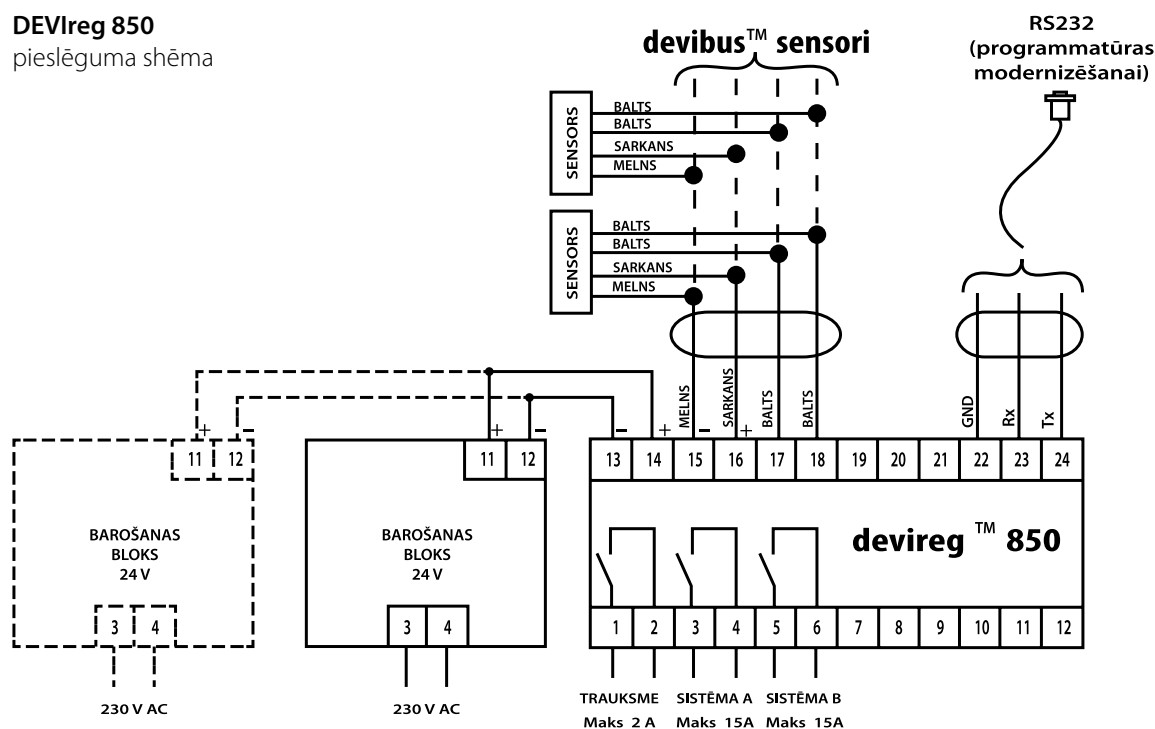 DEVIreg 850
pieslēguma shēma
devibus™ sensori
RS232
(programmatūras
modernizēšanai)
SENSORS
BALTS
BALTS
SARKANS
MELNS
SENSORS
BALTS
BALTS
SARKANS
MELNS
MELNS
SARKANS
BALTS
BALTS
GND
Rx
Tx
+ −
+ −
− + − +
11 12
11 12
13 14 15 16 17 18 19 20 21 22 23 24
BAROŠANAS
BLOKS
24 V
BAROŠANAS
BLOKS
24 V
devireg ™ 850
3 4
3 4
1 2 3 4 5 6 7 8 9 10 11 12
230 V AC
230 V AC
TRAUKSME
Maks 2 A
SISTĒMA A
Maks 15A
SISTĒMA B
Maks 15A